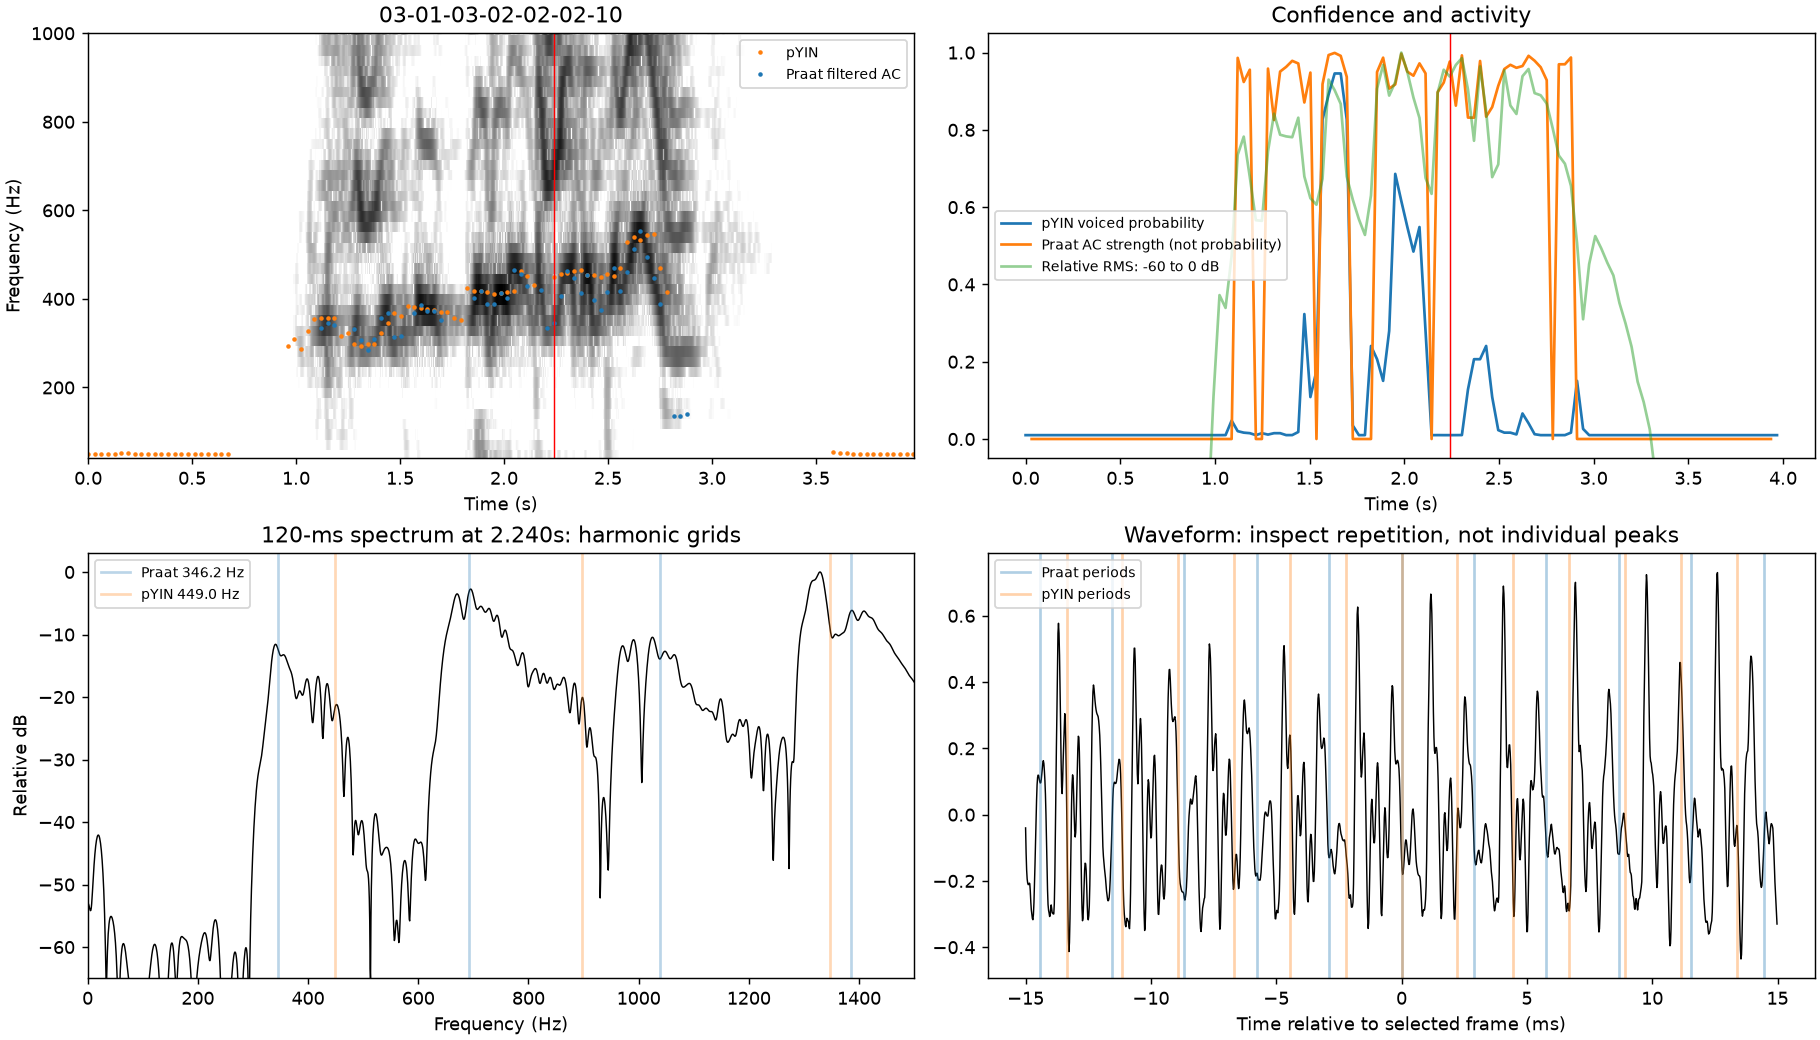 03-01-03-02-02-02-10
1000
800
600
400
200
Frequency (Hz)
0.0 0.5 1.0 1.5 2.0 2.5 3.0 3.5
Time (s)
pYIN
Praat filtered AC
Confidence and activity
1.0
0.8
0.6
0.4
0.2
0.0
0.0 0.5 1.0 1.5 2.0 2.5 3.0 3.5 4.0
Time (s)
pYIN voiced probability
Praat AC strength (not probability)
Relative RMS: -60 to 0 dB
120-ms spectrum at 2.240s: harmonic grids
0
−10
−20
−30
−40
−50
−60
Relative dB
0 200 400 600 800 1000 1200 1400
Frequency (Hz)
Praat 346.2 Hz
pYIN 449.0 Hz
Waveform: inspect repetition, not individual peaks
0.6
0.4
0.2
0.0
−0.2
−0.4
−15 −10 −5 0 5 10 15
Time relative to selected frame (ms)
Praat periods
pYIN periods